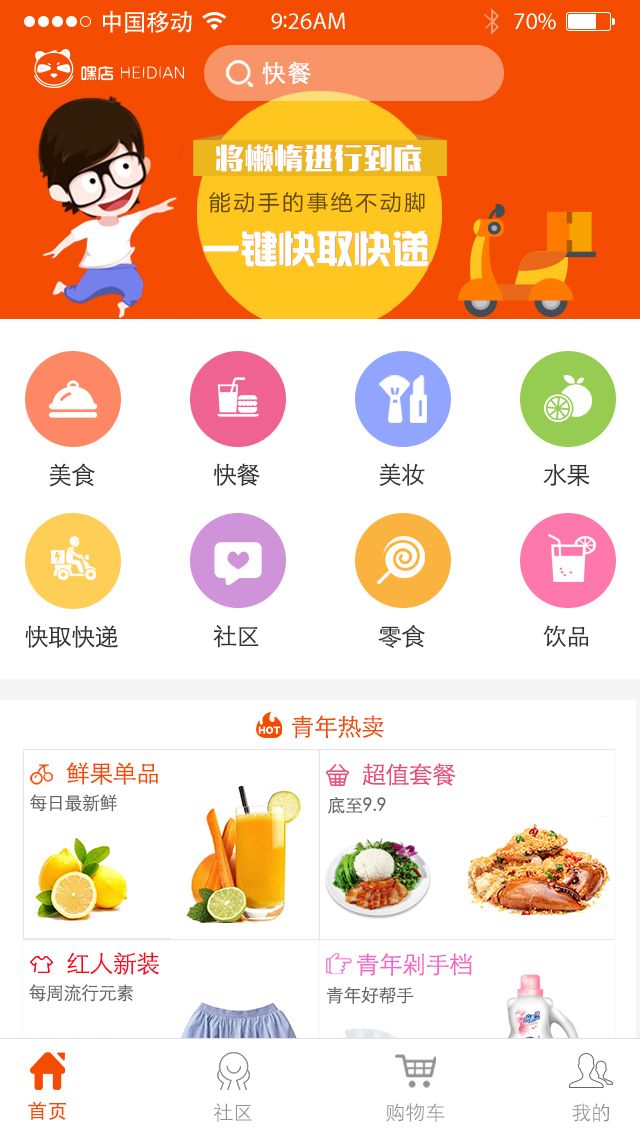 中国移动 9:26AM 70%
嘿店 HEIDIAN 快餐
将懒惰进行到底
能动手的事绝不动脚
一键快取快递
美食 快餐 美妆 水果
快取快递 社区 零食 饮品
HOT 青年热卖
鲜果单品
每日最新鲜
超值套餐
底至9.9
红人新装
每周流行元素
青年剁手档
青年好帮手
首页 社区 购物车 我的